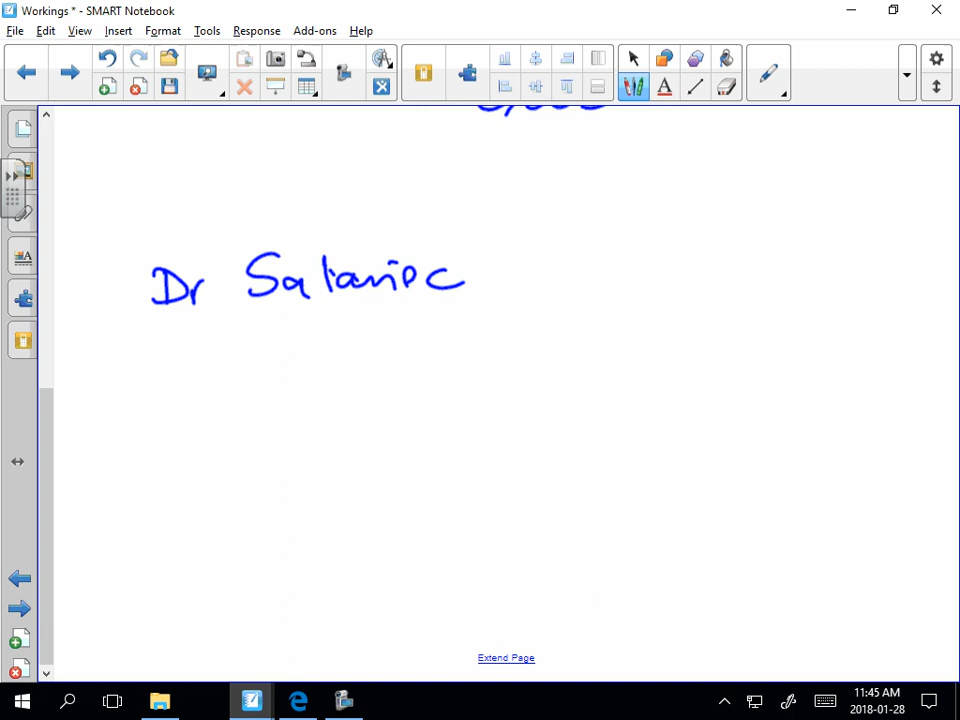 Workings * - SMART Notebook
File Edit View Insert Format Tools Response Add-ons Help
Dr Salaries
Extend Page
11:45 AM
2018-01-28